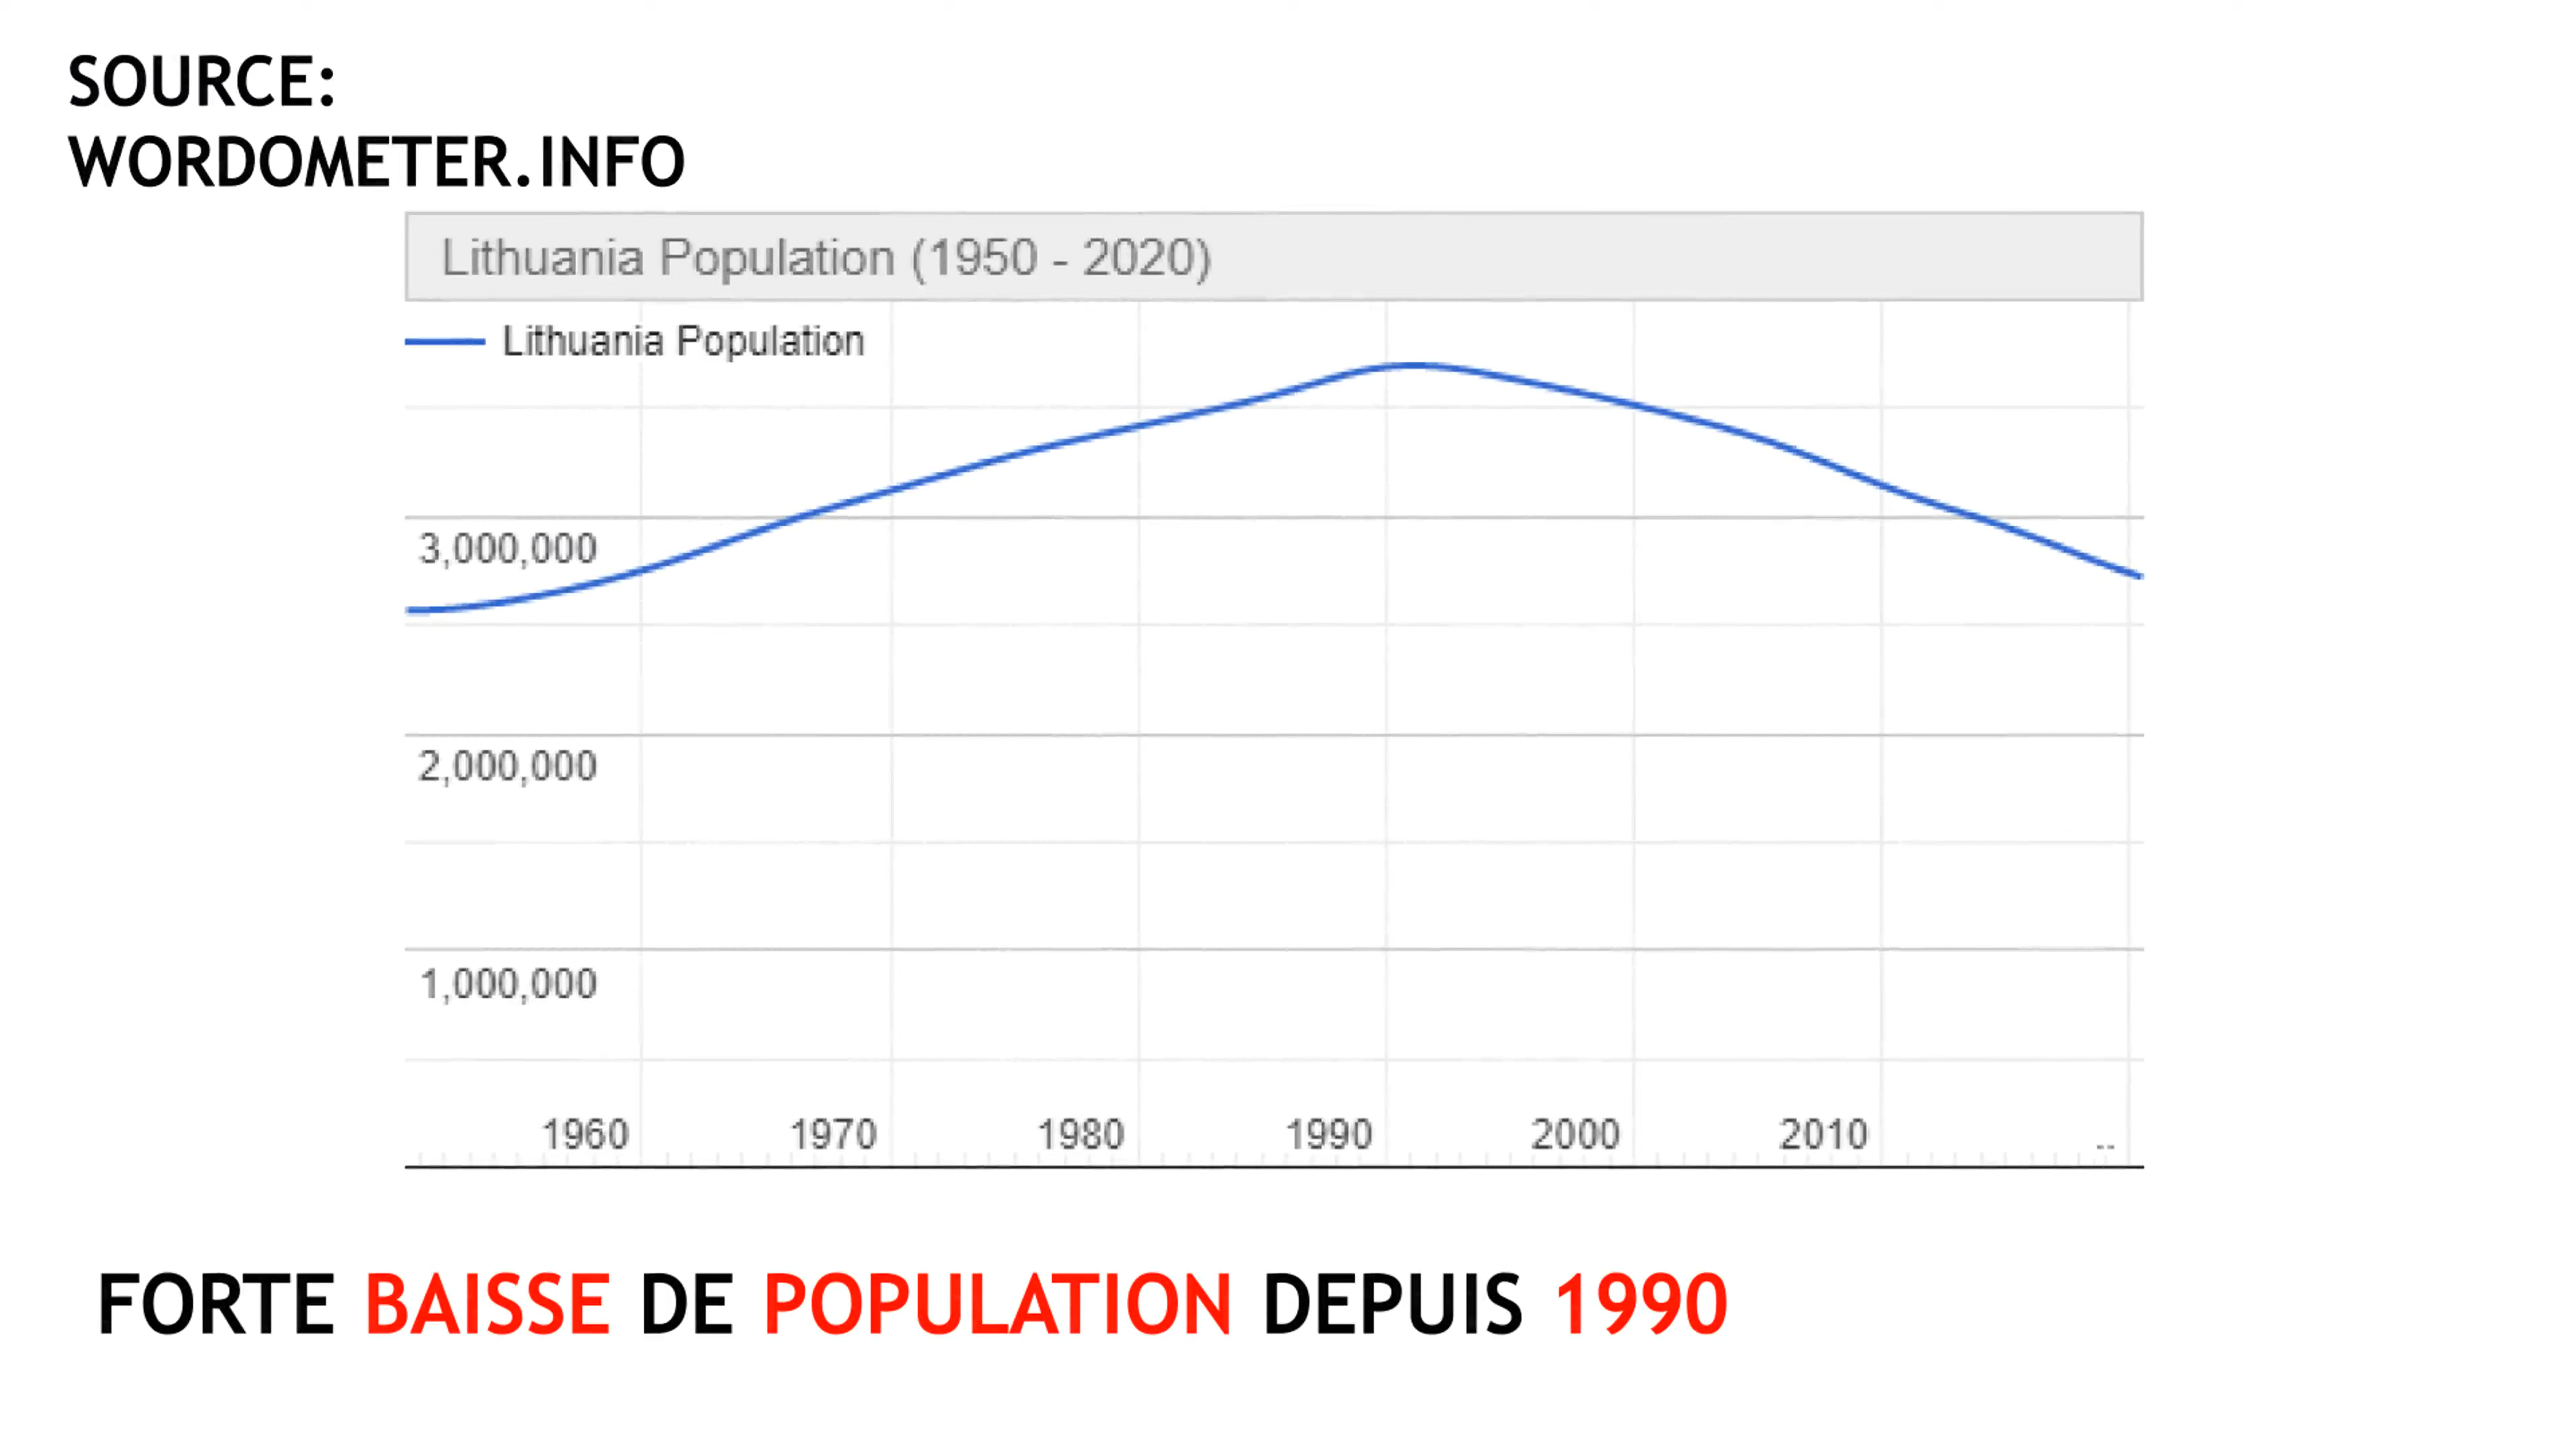 SOURCE:
WORDOMETER.INFO
Lithuania Population (1950 - 2020)
Lithuania Population
3,000,000
2,000,000
1,000,000
1960 1970 1980 1990 2000 2010 ..
FORTE BAISSE DE POPULATION DEPUIS 1990